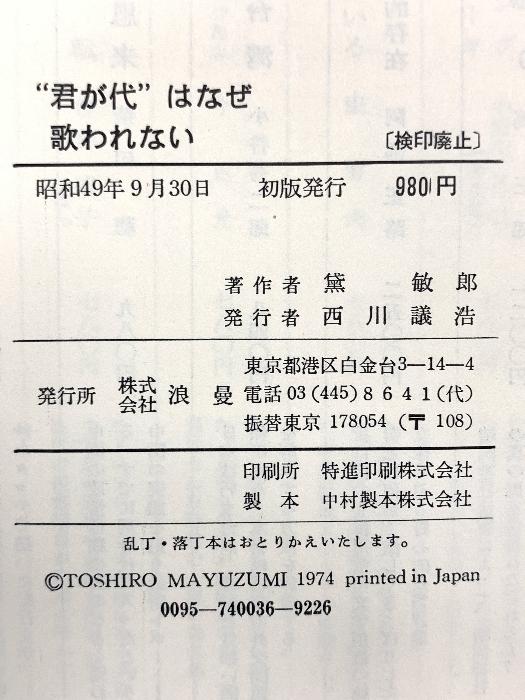 “君が代” はなぜ
歌われない
〔検印廃止〕
昭和49年9月30日 初版発行 980円
著作者 黛 敏郎
発行者 西川議浩
発行所 株式会社 浪曼
東京都港区白金台3―14―4
電話 03 (445) 8641 (代)
振替東京 178054 (〒 108)
印刷所 特進印刷株式会社
製本 中村製本株式会社
乱丁・落丁本はおとりかえいたします。
©TOSHIRO MAYUZUMI 1974 printed in Japan
0095―740036―9226